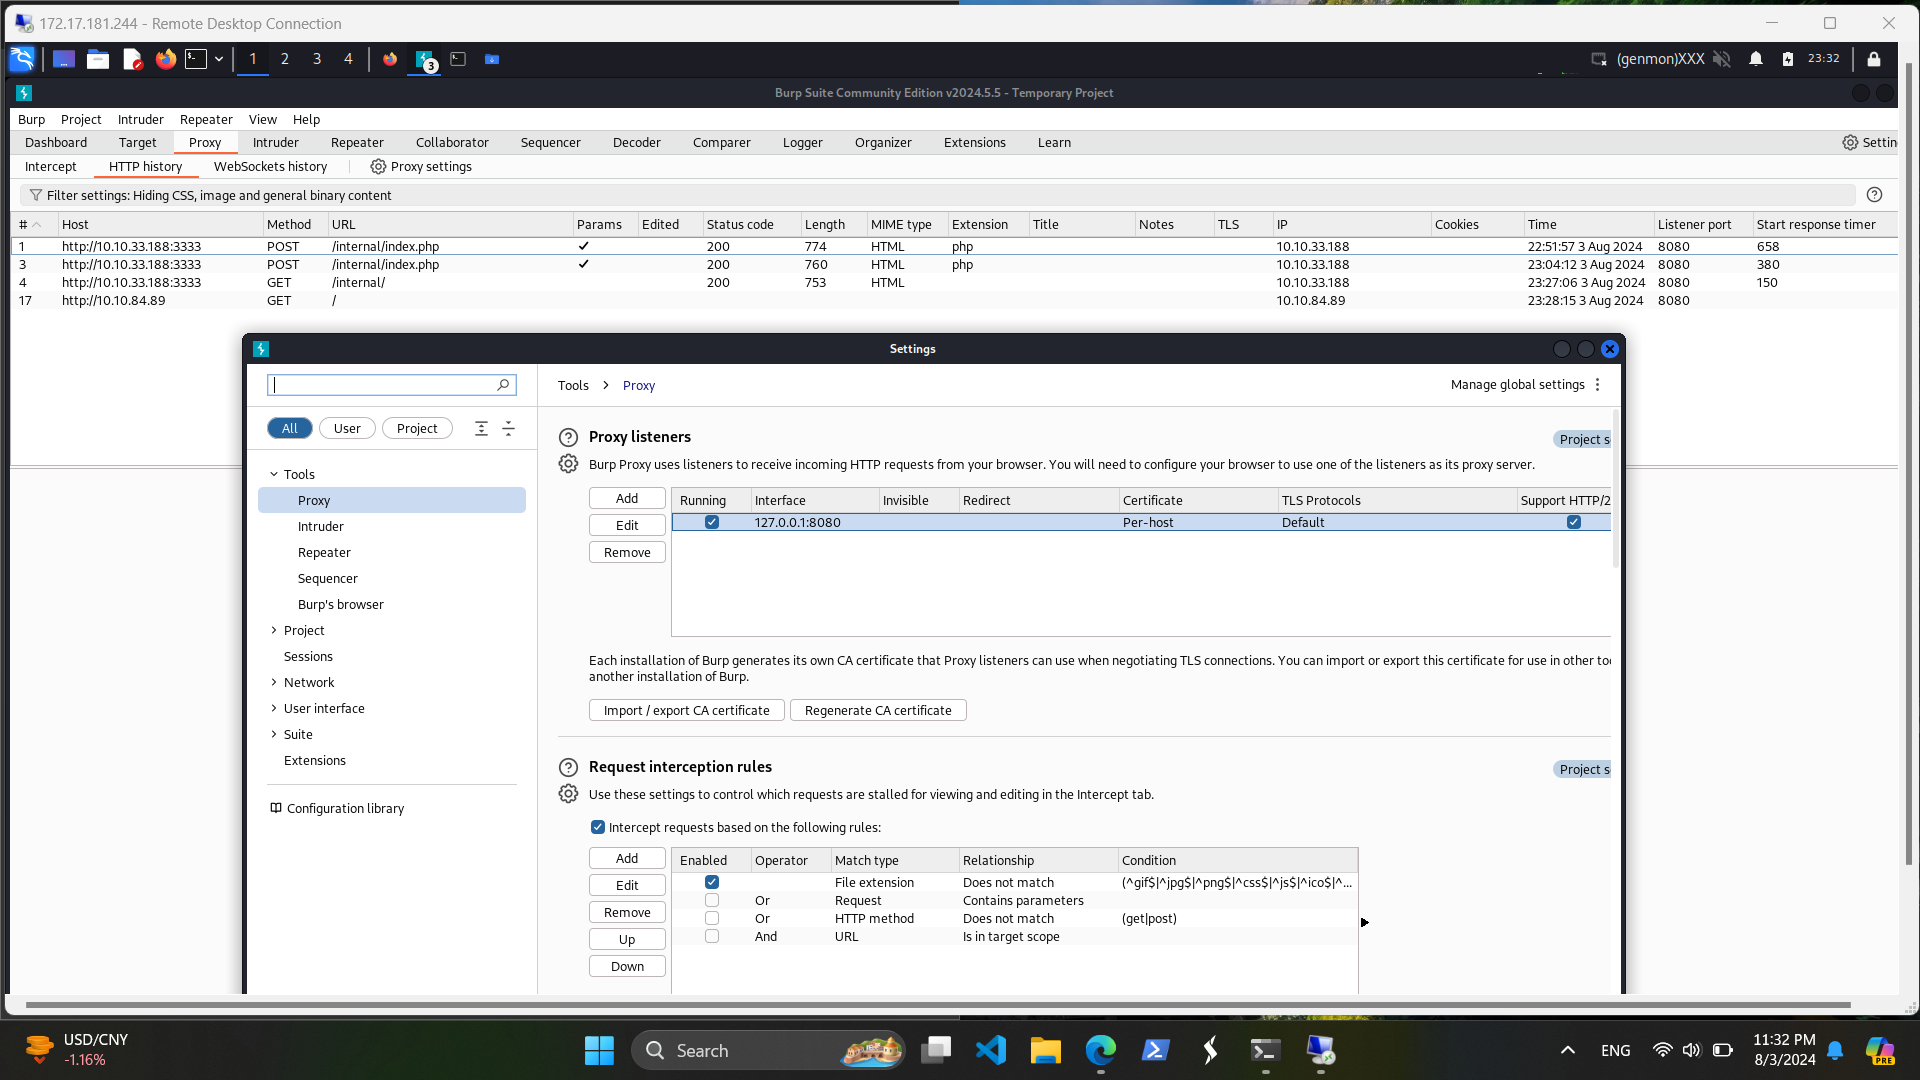 172.17.181.244 - Remote Desktop Connection
1 2 3 4 3 (genmon)XXX 23:32
Burp Suite Community Edition v2024.5.5 - Temporary Project
Burp Project Intruder Repeater View Help
Dashboard Target Proxy Intruder Repeater Collaborator Sequencer Decoder Comparer Logger Organizer Extensions Learn Settin
Intercept HTTP history WebSockets history Proxy settings
Filter settings: Hiding CSS, image and general binary content
# Host Method URL Params Edited Status code Length MIME type Extension Title Notes TLS IP Cookies Time Listener port Start response timer
1 http://10.10.33.188:3333 POST /internal/index.php ✓ 200 774 HTML php 10.10.33.188 22:51:57 3 Aug 2024 8080 658
3 http://10.10.33.188:3333 POST /internal/index.php ✓ 200 760 HTML php 10.10.33.188 23:04:12 3 Aug 2024 8080 380
4 http://10.10.33.188:3333 GET /internal/ 200 753 HTML 10.10.33.188 23:27:06 3 Aug 2024 8080 150
17 http://10.10.84.89 GET / 10.10.84.89 23:28:15 3 Aug 2024 8080
Settings
Tools > Proxy Manage global settings
All User Project
Tools
Proxy
Intruder
Repeater
Sequencer
Burp's browser
Project
Sessions
Network
User interface
Suite
Extensions
Configuration library
Proxy listeners Project s
Burp Proxy uses listeners to receive incoming HTTP requests from your browser. You will need to configure your browser to use one of the listeners as its proxy server.
Add
Edit
Remove
Running Interface Invisible Redirect Certificate TLS Protocols Support HTTP/2
127.0.0.1:8080 Per-host Default
Each installation of Burp generates its own CA certificate that Proxy listeners can use when negotiating TLS connections. You can import or export this certificate for use in other too
another installation of Burp.
Import / export CA certificate Regenerate CA certificate
Request interception rules Project s
Use these settings to control which requests are stalled for viewing and editing in the Intercept tab.
Intercept requests based on the following rules:
Add
Edit
Remove
Up
Down
Enabled Operator Match type Relationship Condition
File extension Does not match (^gif$|^jpg$|^png$|^css$|^js$|^ico$|^...
Or Request Contains parameters
Or HTTP method Does not match (get|post)
And URL Is in target scope
USD/CNY
-1.16%
Search
ENG
11:32 PM
8/3/2024
PRE